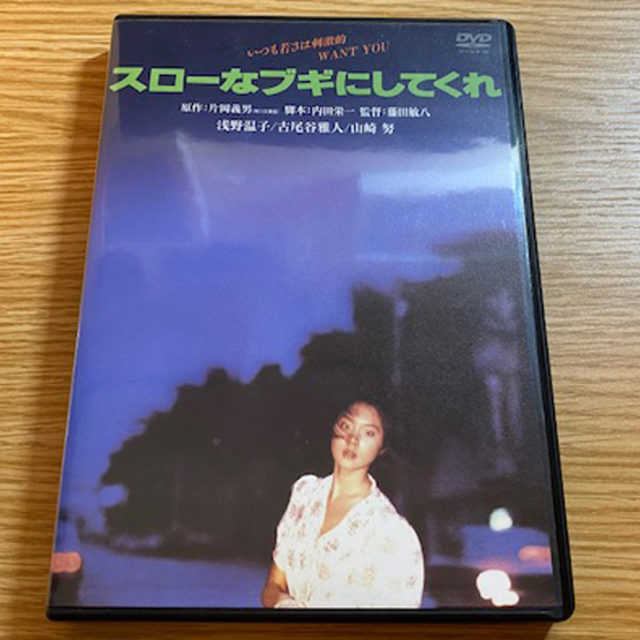 いつも若さは刺激的
WANT YOU
DVD
VIDEO
スローなブギにしてくれ
原作:片岡義男 脚本:内田栄一 監督:藤田敏八
浅野温子/古尾谷雅人/山﨑 努